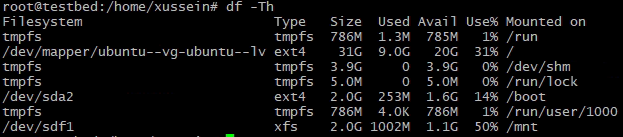 root@testbed:/home/xussein# df -Th
Filesystem                        Type   Size  Used Avail Use% Mounted on
tmpfs                             tmpfs  786M  1.3M  785M   1% /run
/dev/mapper/ubuntu--vg-ubuntu--lv ext4    31G  9.0G   20G  31% /
tmpfs                             tmpfs  3.9G     0  3.9G   0% /dev/shm
tmpfs                             tmpfs  5.0M     0  5.0M   0% /run/lock
/dev/sda2                         ext4   2.0G  253M  1.6G  14% /boot
tmpfs                             tmpfs  786M  4.0K  786M   1% /run/user/1000
/dev/sdf1                         xfs    2.0G 1002M  1.1G  50% /mnt